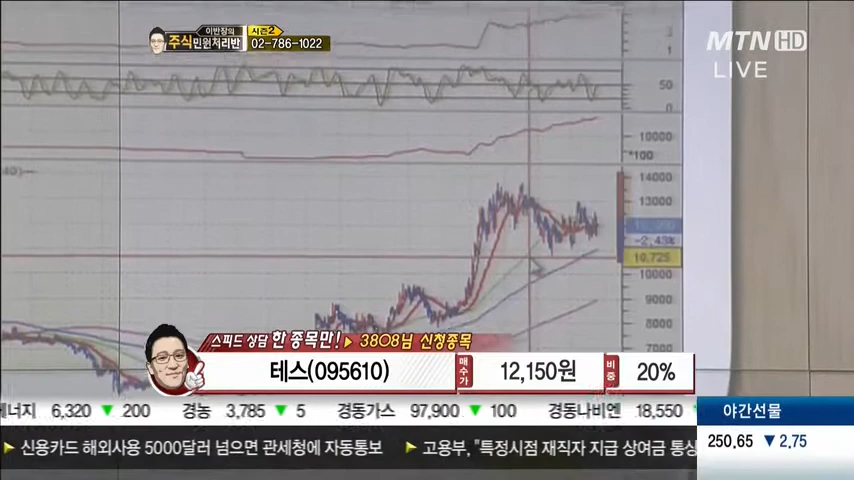 이반장의 시즌2
주식민원처리반 02-786-1022
MTN HD
LIVE
3
1
50
0
10000
*100
14000
13000
-2.43%
10,725
10000
9000
8000
7000
스피드 상담 한 종목만! ▶ 3808님 신청종목
테스(095610) 매수가 12,150원 비중 20%
에너지 6,320 ▼ 200 경농 3,785 ▼ 5 경동가스 97,900 ▼ 100 경동나비엔 18,550
야간선물
250,65 ▼ 2,75
▶ 신용카드 해외사용 5000달러 넘으면 관세청에 자동통보 ▶ 고용부, "특정시점 재직자 지급 상여금 통상